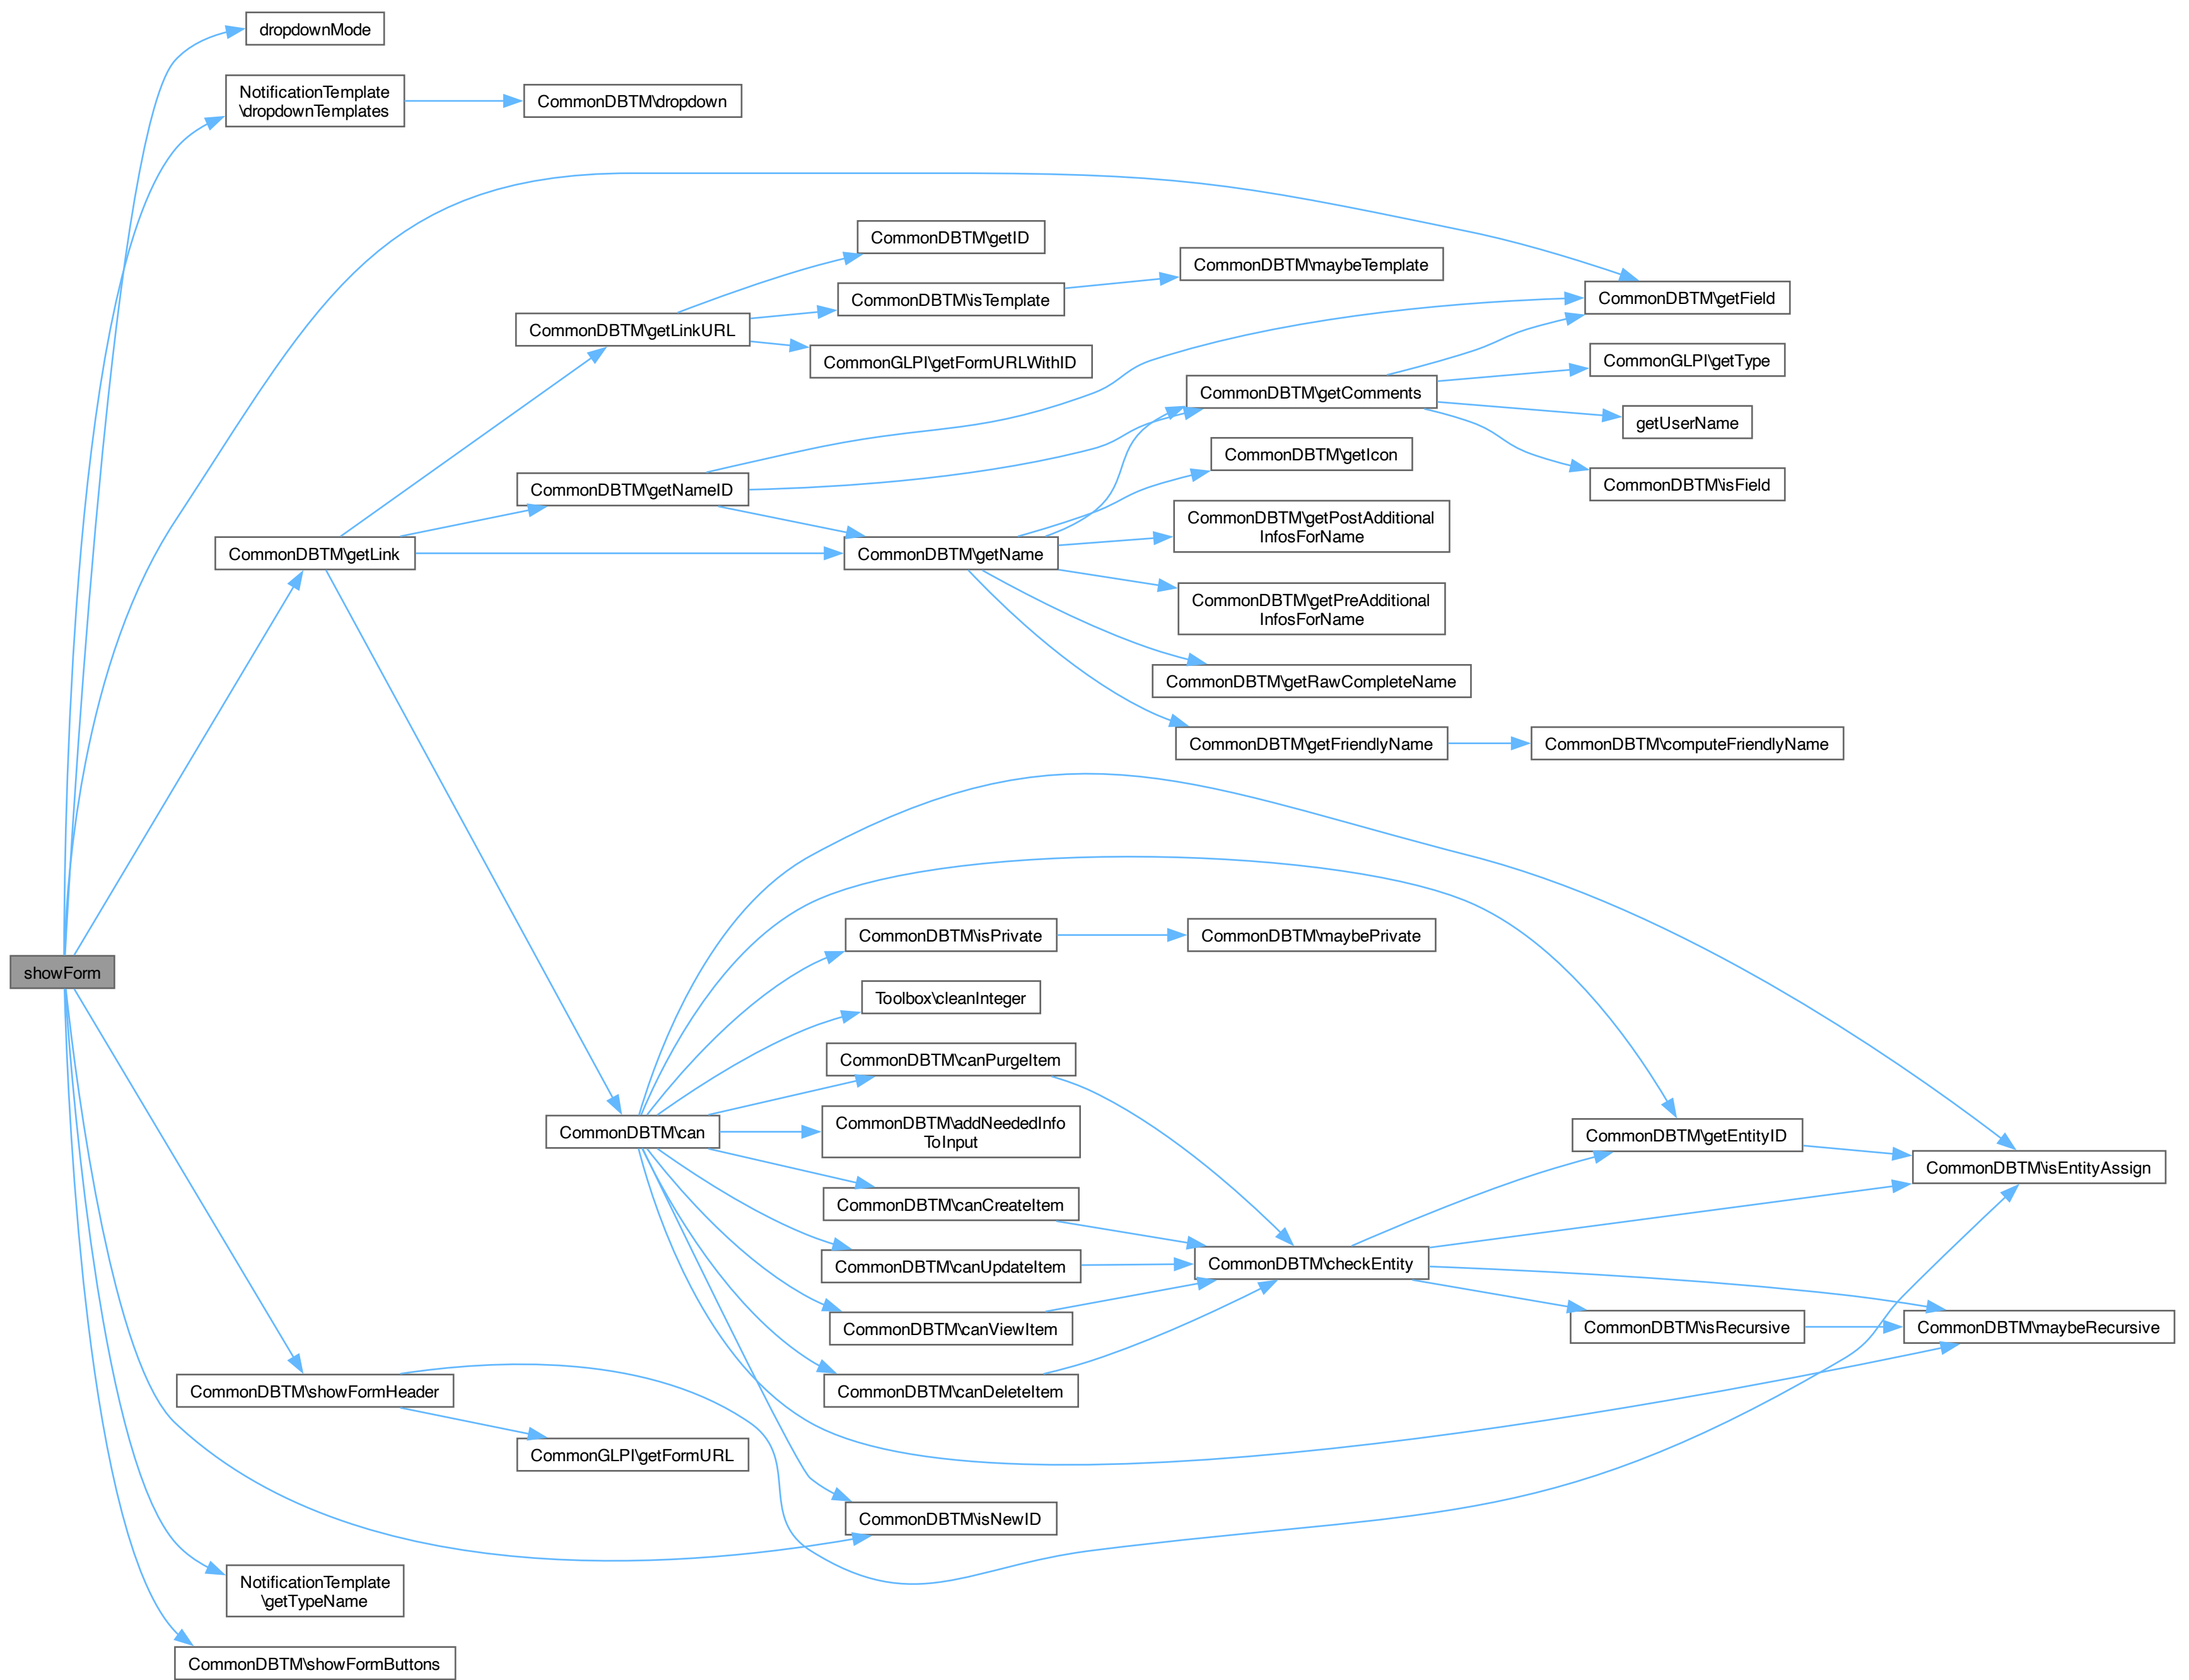 dropdownMode
NotificationTemplate
\dropdownTemplates
CommonDBTM\dropdown
CommonDBTM\getID
CommonDBTM\maybeTemplate
CommonDBTM\isTemplate
CommonDBTM\getField
CommonDBTM\getLinkURL
CommonGLPI\getFormURLWithID
CommonGLPI\getType
CommonDBTM\getComments
getUserName
CommonDBTM\getIcon
CommonDBTM\isField
CommonDBTM\getNameID
CommonDBTM\getPostAdditional
InfosForName
CommonDBTM\getLink
CommonDBTM\getName
CommonDBTM\getPreAdditional
InfosForName
CommonDBTM\getRawCompleteName
CommonDBTM\getFriendlyName
CommonDBTM\computeFriendlyName
CommonDBTM\isPrivate
CommonDBTM\maybePrivate
showForm
Toolbox\cleanInteger
CommonDBTM\canPurgeItem
CommonDBTM\can
CommonDBTM\addNeededInfo
ToInput
CommonDBTM\getEntityID
CommonDBTM\isEntityAssign
CommonDBTM\canCreateItem
CommonDBTM\checkEntity
CommonDBTM\canUpdateItem
CommonDBTM\canViewItem
CommonDBTM\isRecursive
CommonDBTM\maybeRecursive
CommonDBTM\showFormHeader
CommonDBTM\canDeleteItem
CommonGLPI\getFormURL
CommonDBTM\isNewID
NotificationTemplate
\getTypeName
CommonDBTM\showFormButtons